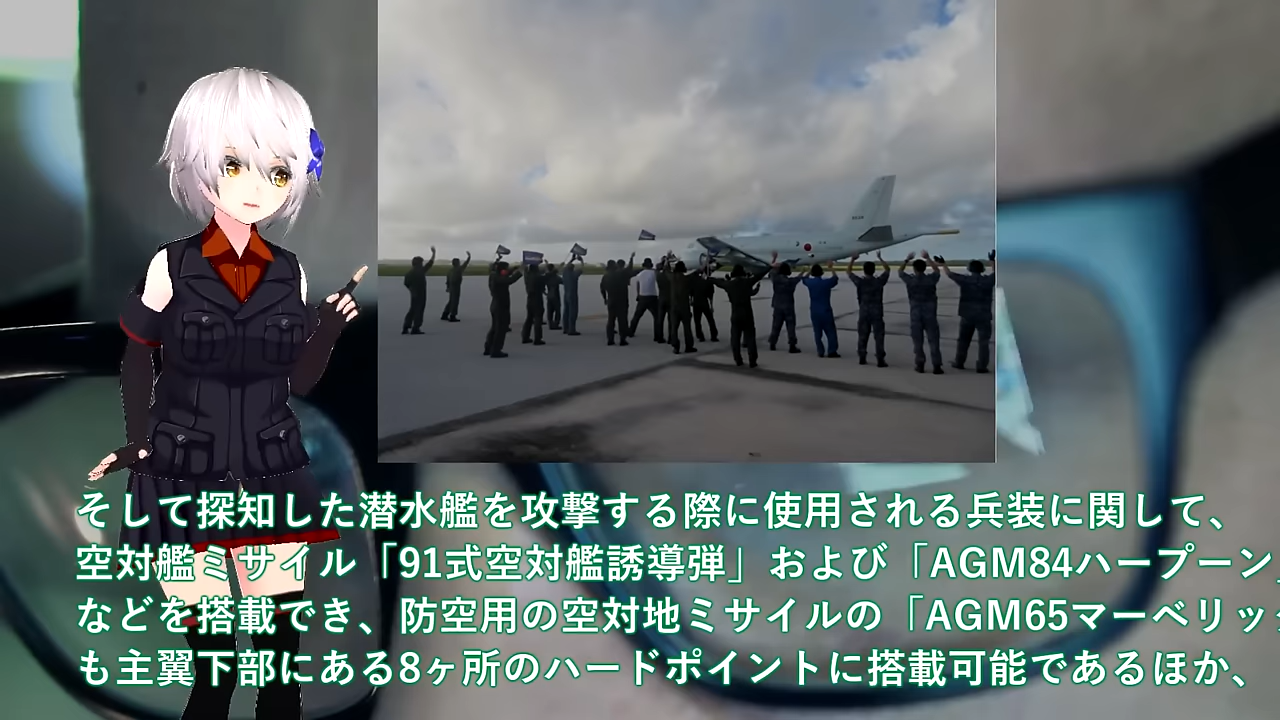 そして探知した潜水艦を攻撃する際に使用される兵装に関して、
空対艦ミサイル「91式空対艦誘導弾」および「AGM84ハープーン」
などを搭載でき、防空用の空対地ミサイルの「AGM65マーベリッ
も主翼下部にある8ヶ所のハードポイントに搭載可能であるほか、